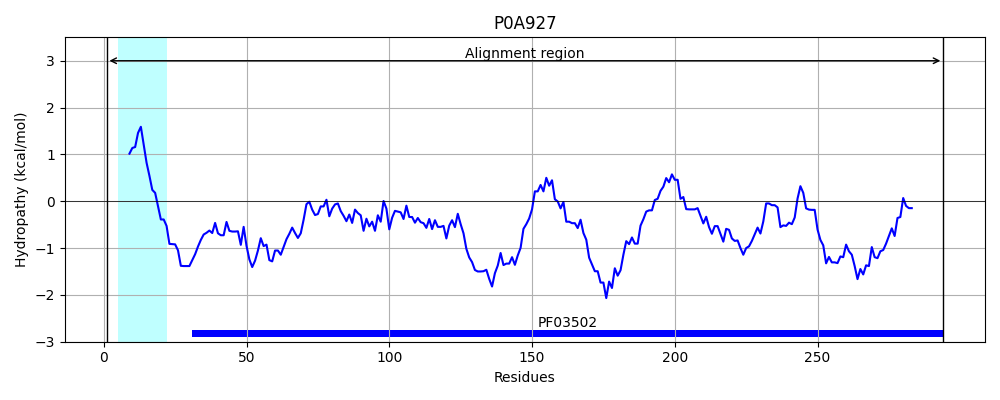 P0A927
Alignment region
3
2
1
0
−1
−2
−3
Hydropathy (kcal/mol)
PF03502
0 50 100 150 200 250
Residues